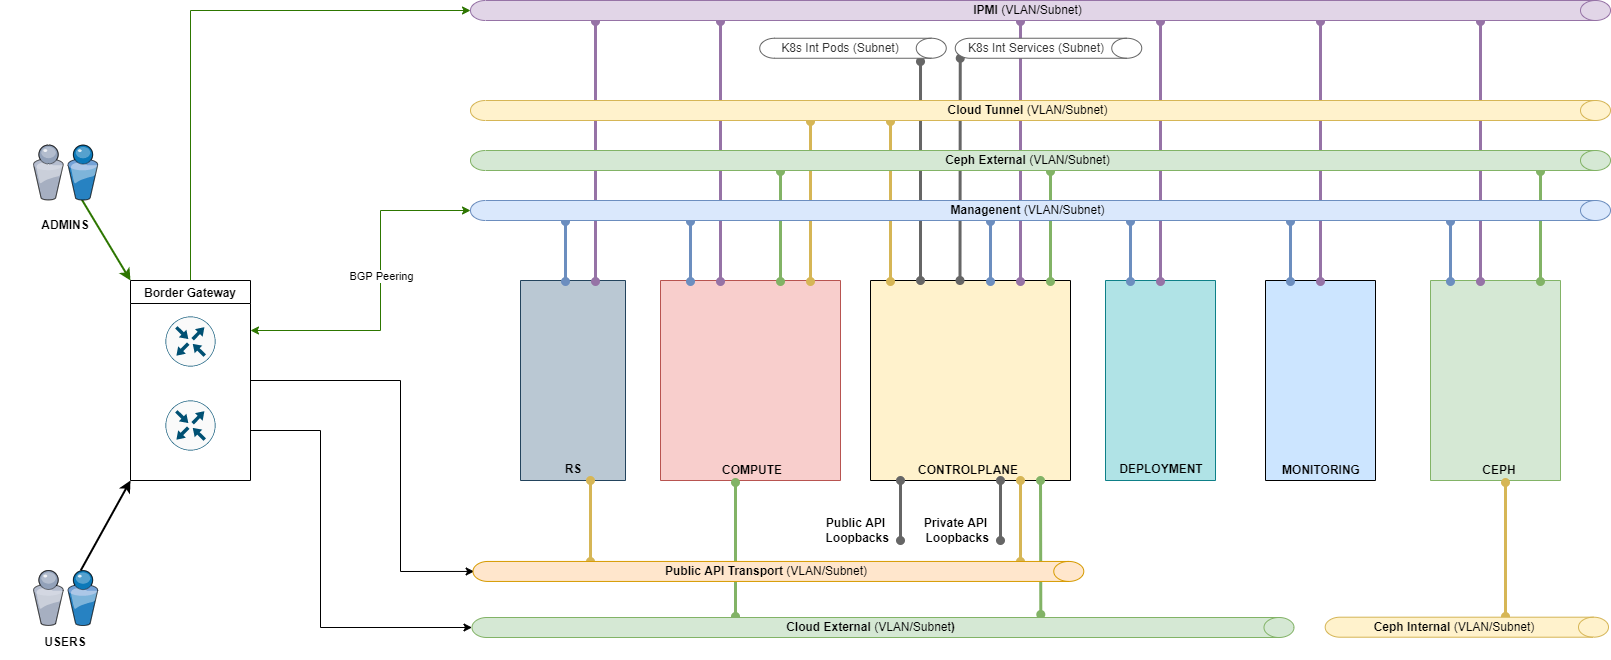 IPMI (VLAN/Subnet)
K8s Int Pods (Subnet)
K8s Int Services (Subnet)
Cloud Tunnel (VLAN/Subnet)
Ceph External (VLAN/Subnet)
Managenent (VLAN/Subnet)
ADMINS
BGP Peering
Border Gateway
RS
COMPUTE
CONTROLPLANE
DEPLOYMENT
MONITORING
CEPH
Public API
Loopbacks
Private API
Loopbacks
Public API Transport (VLAN/Subnet)
Cloud External (VLAN/Subnet)
Ceph Internal (VLAN/Subnet)
USERS